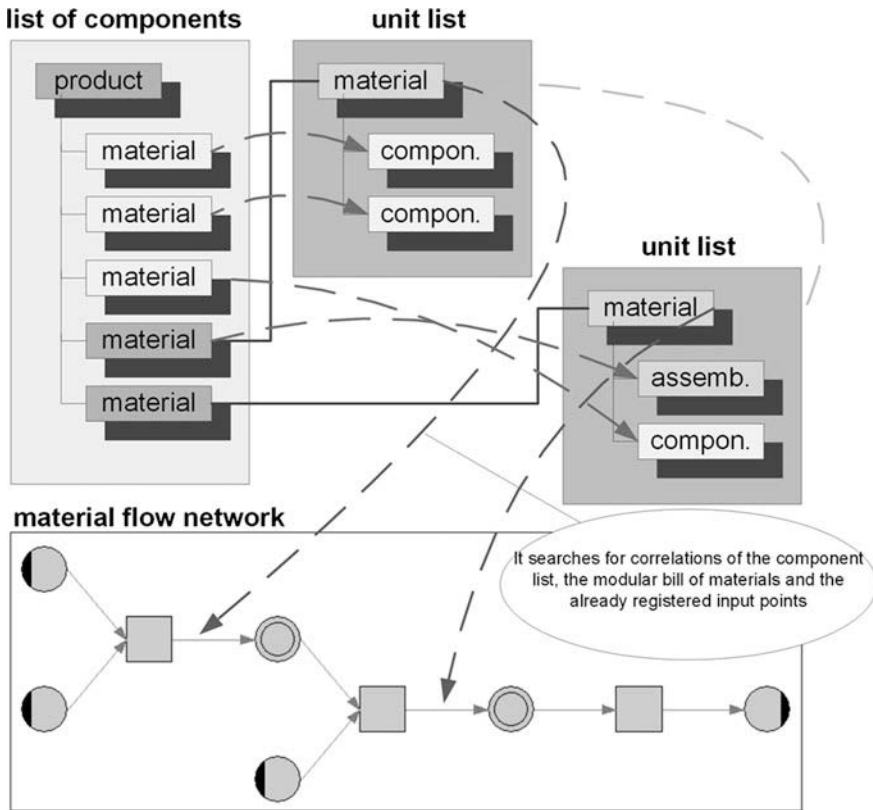 list of components
product
material
material
material
material
material
unit list
material
compon.
compon.
unit list
material
assemb.
compon.
material flow network
It searches for correlations of the component
list, the modular bill of materials and the
already registered input points